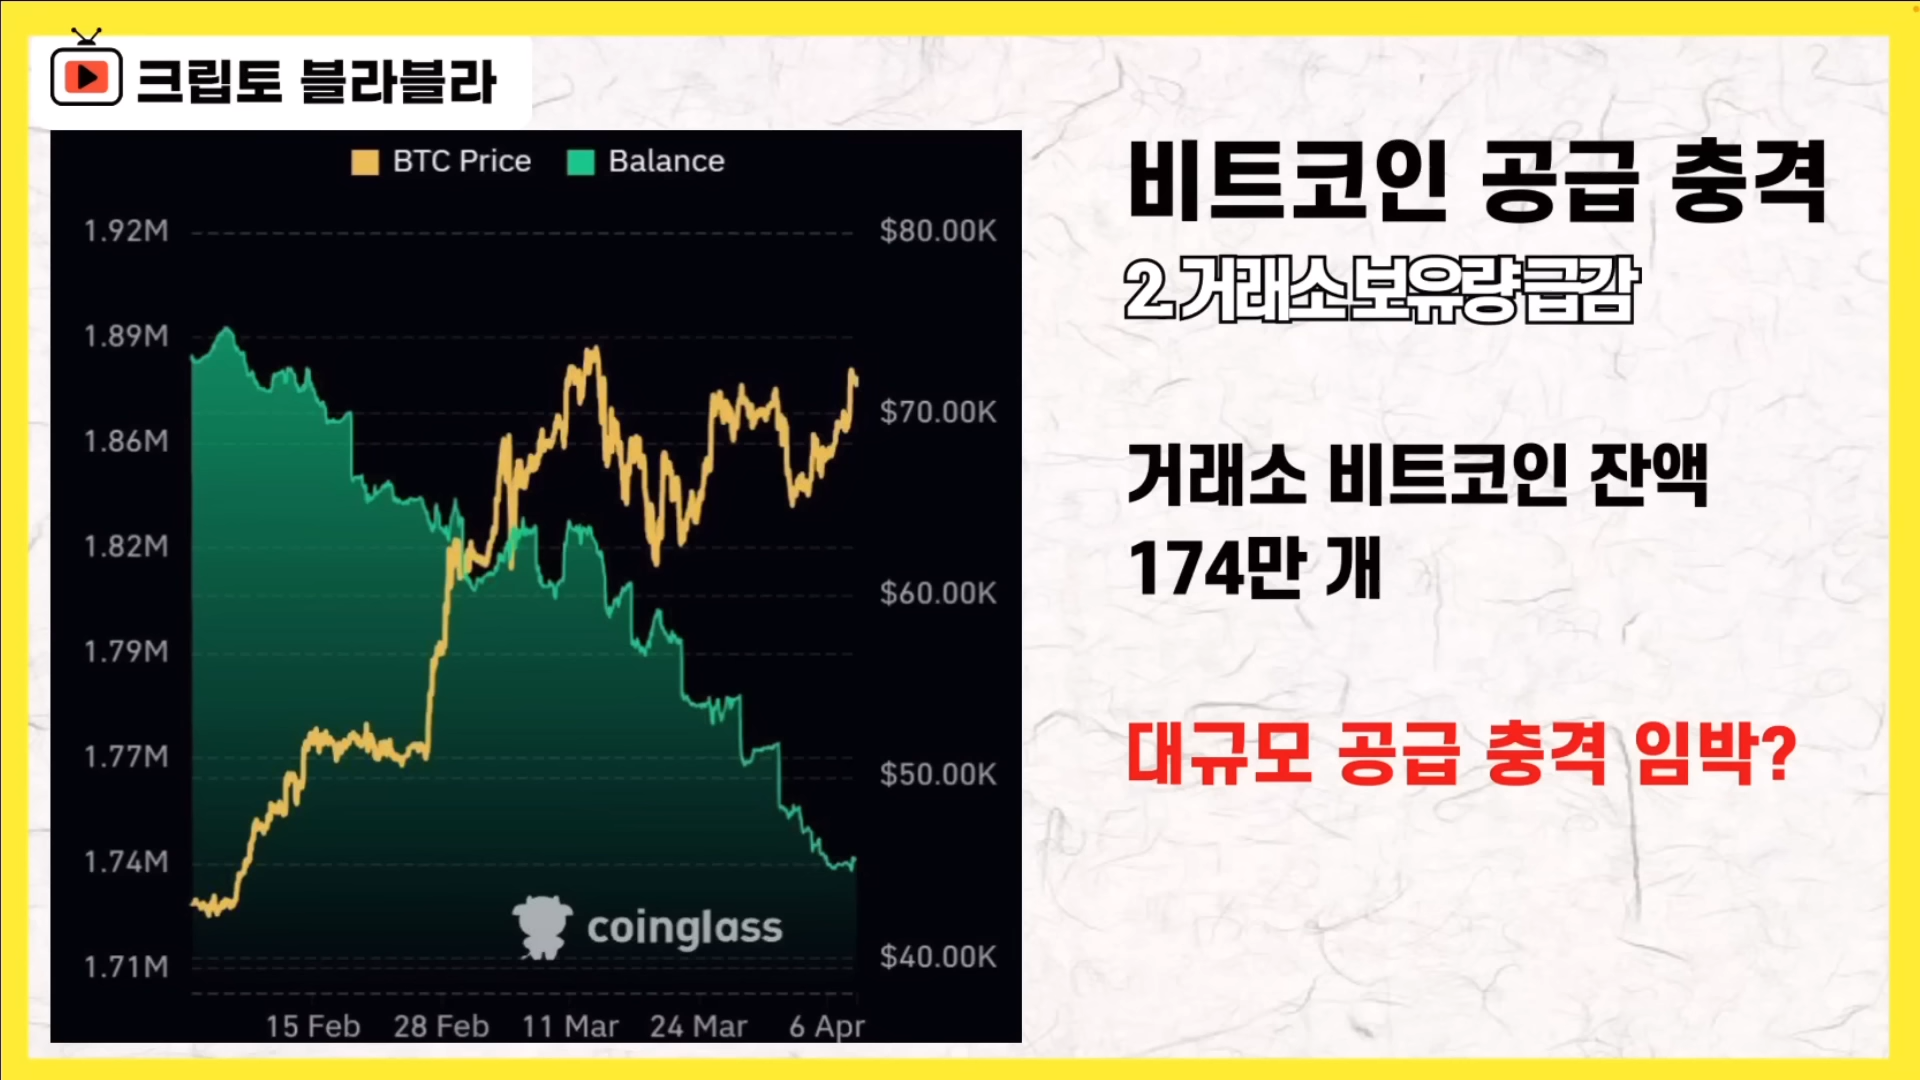 크립토 블라블라
BTC Price
Balance
1.92M
1.89M
1.86M
1.82M
1.79M
1.77M
1.74M
1.71M
$80.00K
$70.00K
$60.00K
$50.00K
$40.00K
15 Feb
28 Feb
11 Mar
24 Mar
6 Apr
coinglass
비트코인 공급 충격
2. 거래소 보유량 급감
거래소 비트코인 잔액
174만 개
대규모 공급 충격 임박?